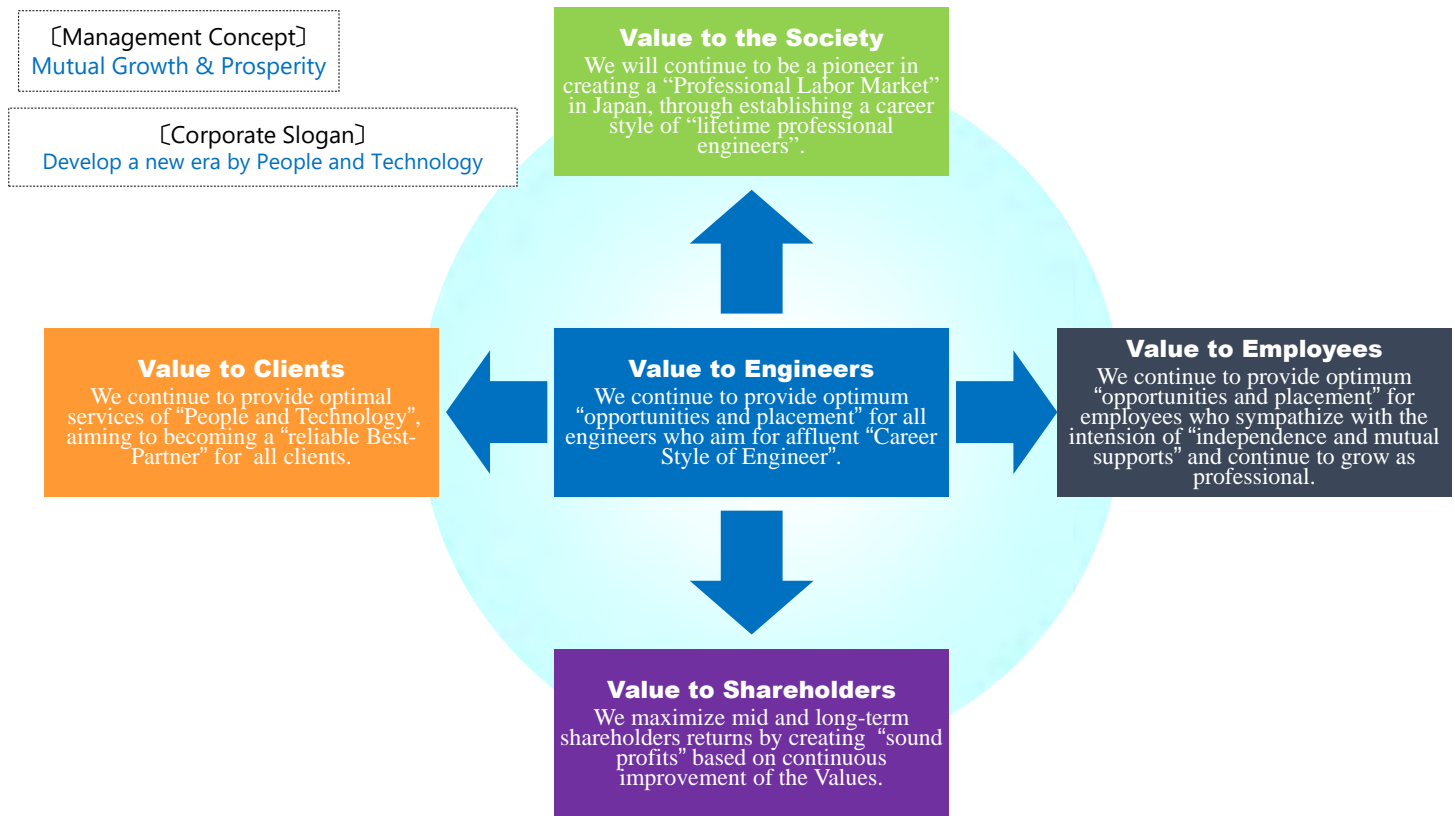 〔Management Concept〕
Mutual Growth & Prosperity
〔Corporate Slogan〕
Develop a new era by People and Technology
Value to the Society
We will continue to be a pioneer in
creating a “Professional Labor Market”
in Japan, through establishing a career
style of “lifetime professional
engineers”.
Value to Clients
We continue to provide optimal
services of “People and Technology”,
aiming to becoming a “reliable Best-
Partner” for all clients.
Value to Engineers
We continue to provide optimum
“opportunities and placement” for all
engineers who aim for affluent “Career
Style of Engineer”.
Value to Employees
We continue to provide optimum
“opportunities and placement” for
employees who sympathize with the
intension of “independence and mutual
supports” and continue to grow as
professional.
Value to Shareholders
We maximize mid and long-term
shareholders returns by creating “sound
profits” based on continuous
improvement of the Values.